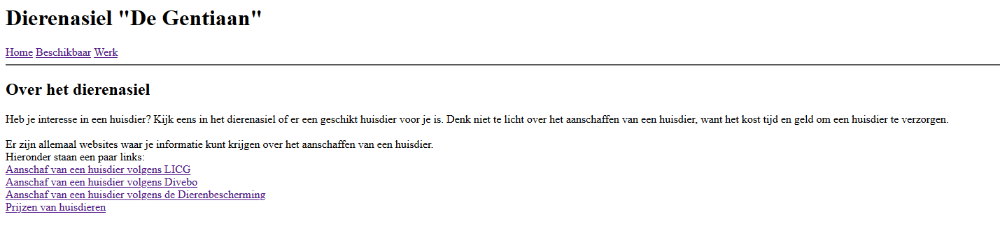 Dierenasiel "De Gentiaan"
Home Beschikbaar Werk
Over het dierenasiel
Heb je interesse in een huisdier? Kijk eens in het dierenasiel of er een geschikt huisdier voor je is. Denk niet te licht over het aanschaffen van een huisdier, want het kost tijd en geld om een huisdier te verzorgen.
Er zijn allemaal websites waar je informatie kunt krijgen over het aanschaffen van een huisdier.
Hieronder staan een paar links:
Aanschaf van een huisdier volgens LICG
Aanschaf van een huisdier volgens Divebo
Aanschaf van een huisdier volgens de Dierenbescherming
Prijzen van huisdieren